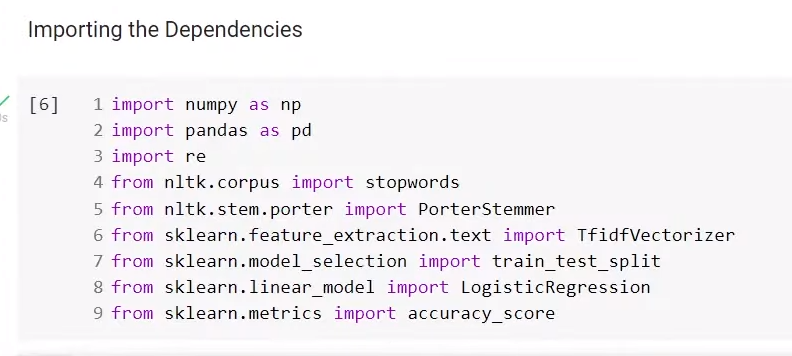 Importing the Dependencies
[6] 1 import numpy as np
2 import pandas as pd
3 import re
4 from nltk.corpus import stopwords
5 from nltk.stem.porter import PorterStemmer
6 from sklearn.feature_extraction.text import TfidfVectorizer
7 from sklearn.model_selection import train_test_split
8 from sklearn.linear_model import LogisticRegression
9 from sklearn.metrics import accuracy_score